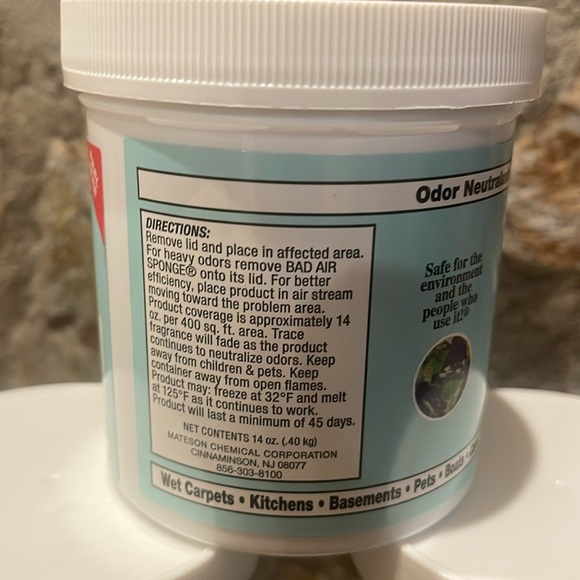 Odor
DIRECTIONS:
Remove lid and place in affected area.
For heavy odors remove BAD AIR
SPONGE® onto its lid. For better
efficiency, place product in air stream
moving toward the problem area.
Product coverage is approximately 14
oz. per 400 sq. ft. area. Trace
fragrance will fade as the product
continues to neutralize odors. Keep
away from children & pets. Keep
container away from open flames.
Product may: freeze at 32°F and melt
at 125°F as it continues to work.
Product will last a minimum of 45 days.
NET CONTENTS 14 oz. (.40 kg)
MATESON CHEMICAL CORPORATION
CINNAMINSON, NJ 08077
856-303-8100
Safe for the
environment
and the
people who
use it!®
Wet Carpets • Kitchens • Basements • Pets • Boats •